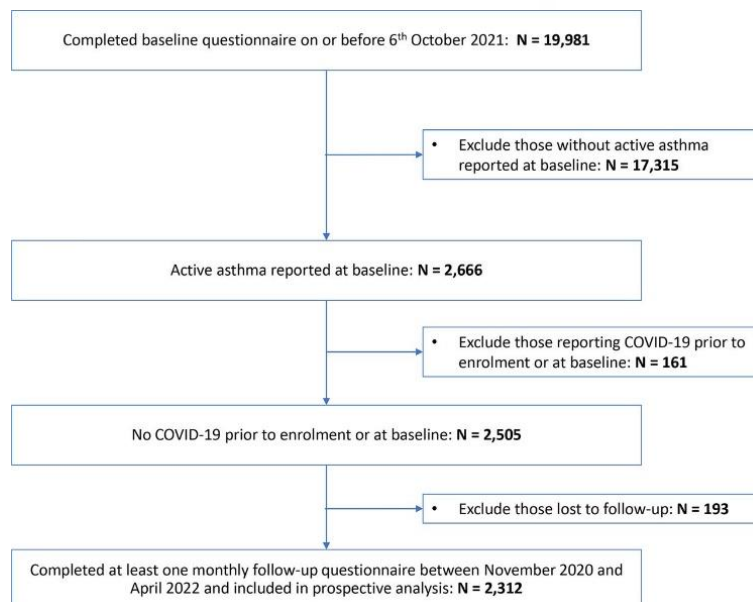 Completed baseline questionnaire on or before 6th October 2021: N = 19,981
• Exclude those without active asthma
reported at baseline: N = 17,315
Active asthma reported at baseline: N = 2,666
• Exclude those reporting COVID-19 prior to
enrolment or at baseline: N = 161
No COVID-19 prior to enrolment or at baseline: N = 2,505
• Exclude those lost to follow-up: N = 193
Completed at least one monthly follow-up questionnaire between November 2020 and
April 2022 and included in prospective analysis: N = 2,312